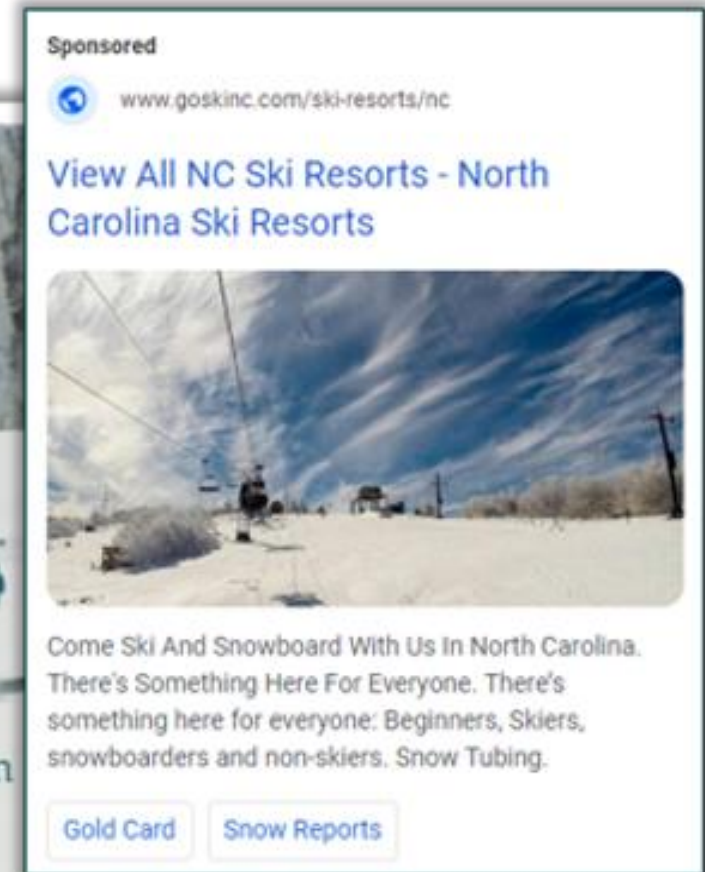 Sponsored
www.goskinc.com/ski-resorts/nc
View All NC Ski Resorts - North
Carolina Ski Resorts
Come Ski And Snowboard With Us In North Carolina.
There's Something Here For Everyone. There's
something here for everyone: Beginners, Skiers,
snowboarders and non-skiers. Snow Tubing.
Gold Card
Snow Reports